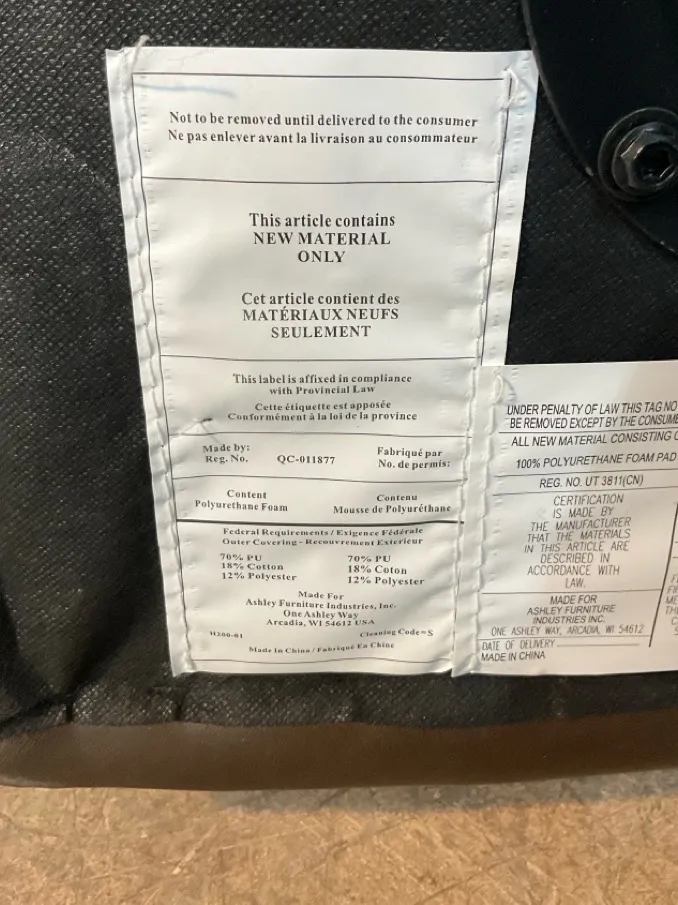 Not to be removed until delivered to the consumer
Ne pas enlever avant la livraison au consommateur
This article contains
NEW MATERIAL
ONLY
Cet article contient des
MATÉRIAUX NEUFS
SEULEMENT
This label is affixed in compliance
with Provincial Law
Cette étiquette est apposée
Conformément à la loi de la province
Made by:
Reg. No. QC-011877
Fabriqué par
No. de permis:
Content
Polyurethane Foam
Contenu
Mousse de Polyuréthane
Federal Requirements / Exigence Fédérale
Outer Covering - Recouvrement Exterieur
70% PU
18% Cotton
12% Polyester
70% PU
18% Coton
12% Polyester
Made For
Ashley Furniture Industries, Inc.
One Ashley Way
Arcadia, WI 54612 USA
H200-01 Cleaning Code=S
Made In China / Fabriqué En Chine
UNDER PENALTY OF LAW THIS TAG NO
BE REMOVED EXCEPT BY THE CONSUME
ALL NEW MATERIAL CONSISTING
100% POLYURETHANE FOAM PAD
REG. NO. UT 3811(CN)
CERTIFICATION
IS MADE BY
THE MANUFACTURER
THAT THE MATERIALS
IN THIS ARTICLE ARE
DESCRIBED IN
ACCORDANCE WITH
LAW.
MADE FOR
ASHLEY FURNITURE
INDUSTRIES INC.
ONE ASHLEY WAY, ARCADIA, WI 54612
DATE OF DELIVERY
MADE IN CHINA